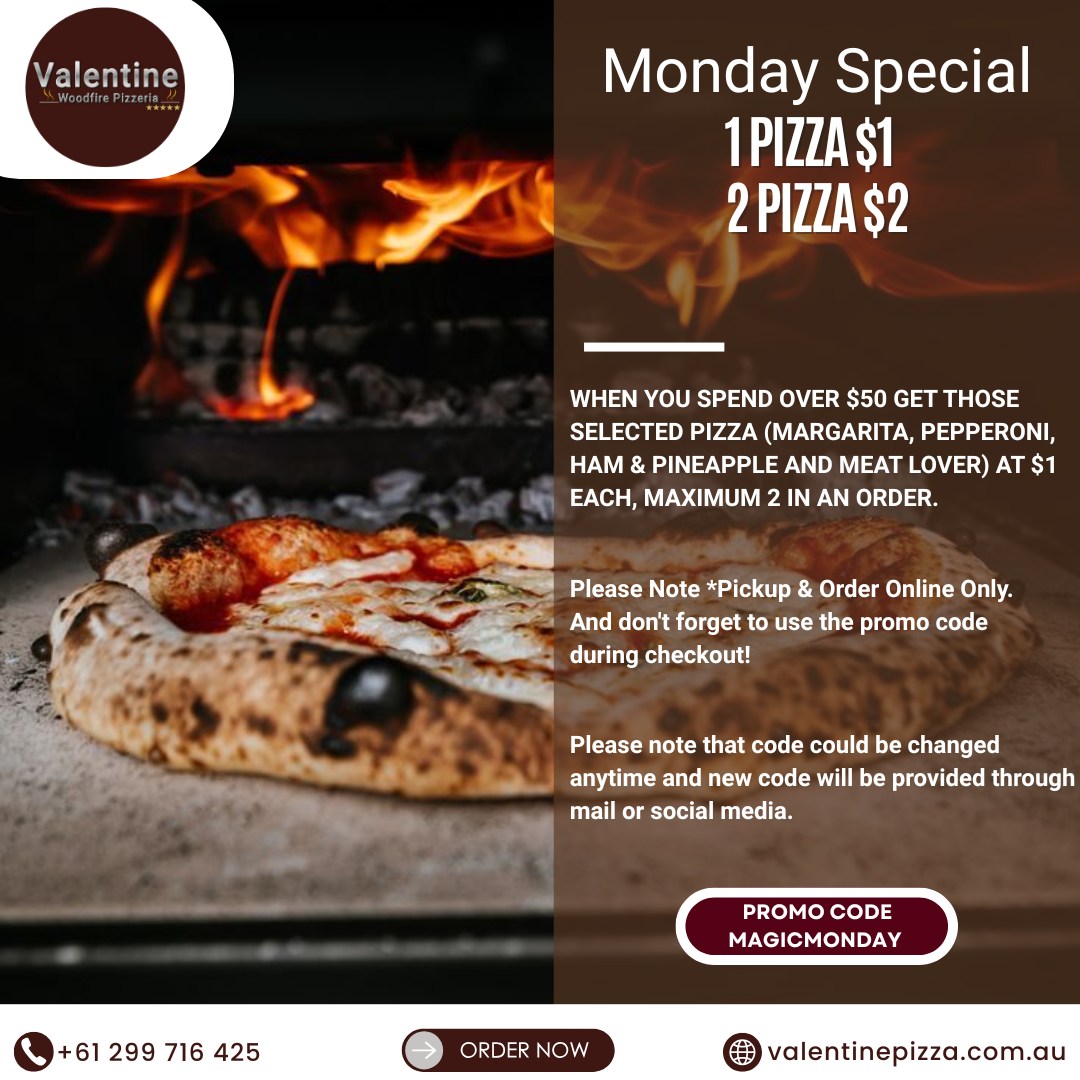 Valentine
Woodfire Pizzeria
Monday Special
1 PIZZA $1
2 PIZZA $2
WHEN YOU SPEND OVER $50 GET THOSE
SELECTED PIZZA (MARGARITA, PEPPERONI,
HAM & PINEAPPLE AND MEAT LOVER) AT $1
EACH, MAXIMUM 2 IN AN ORDER.
Please Note *Pickup & Order Online Only.
And don't forget to use the promo code
during checkout!
Please note that code could be changed
anytime and new code will be provided through
mail or social media.
PROMO CODE
MAGICMONDAY
+61 299 716 425
ORDER NOW
valentinepizza.com.au